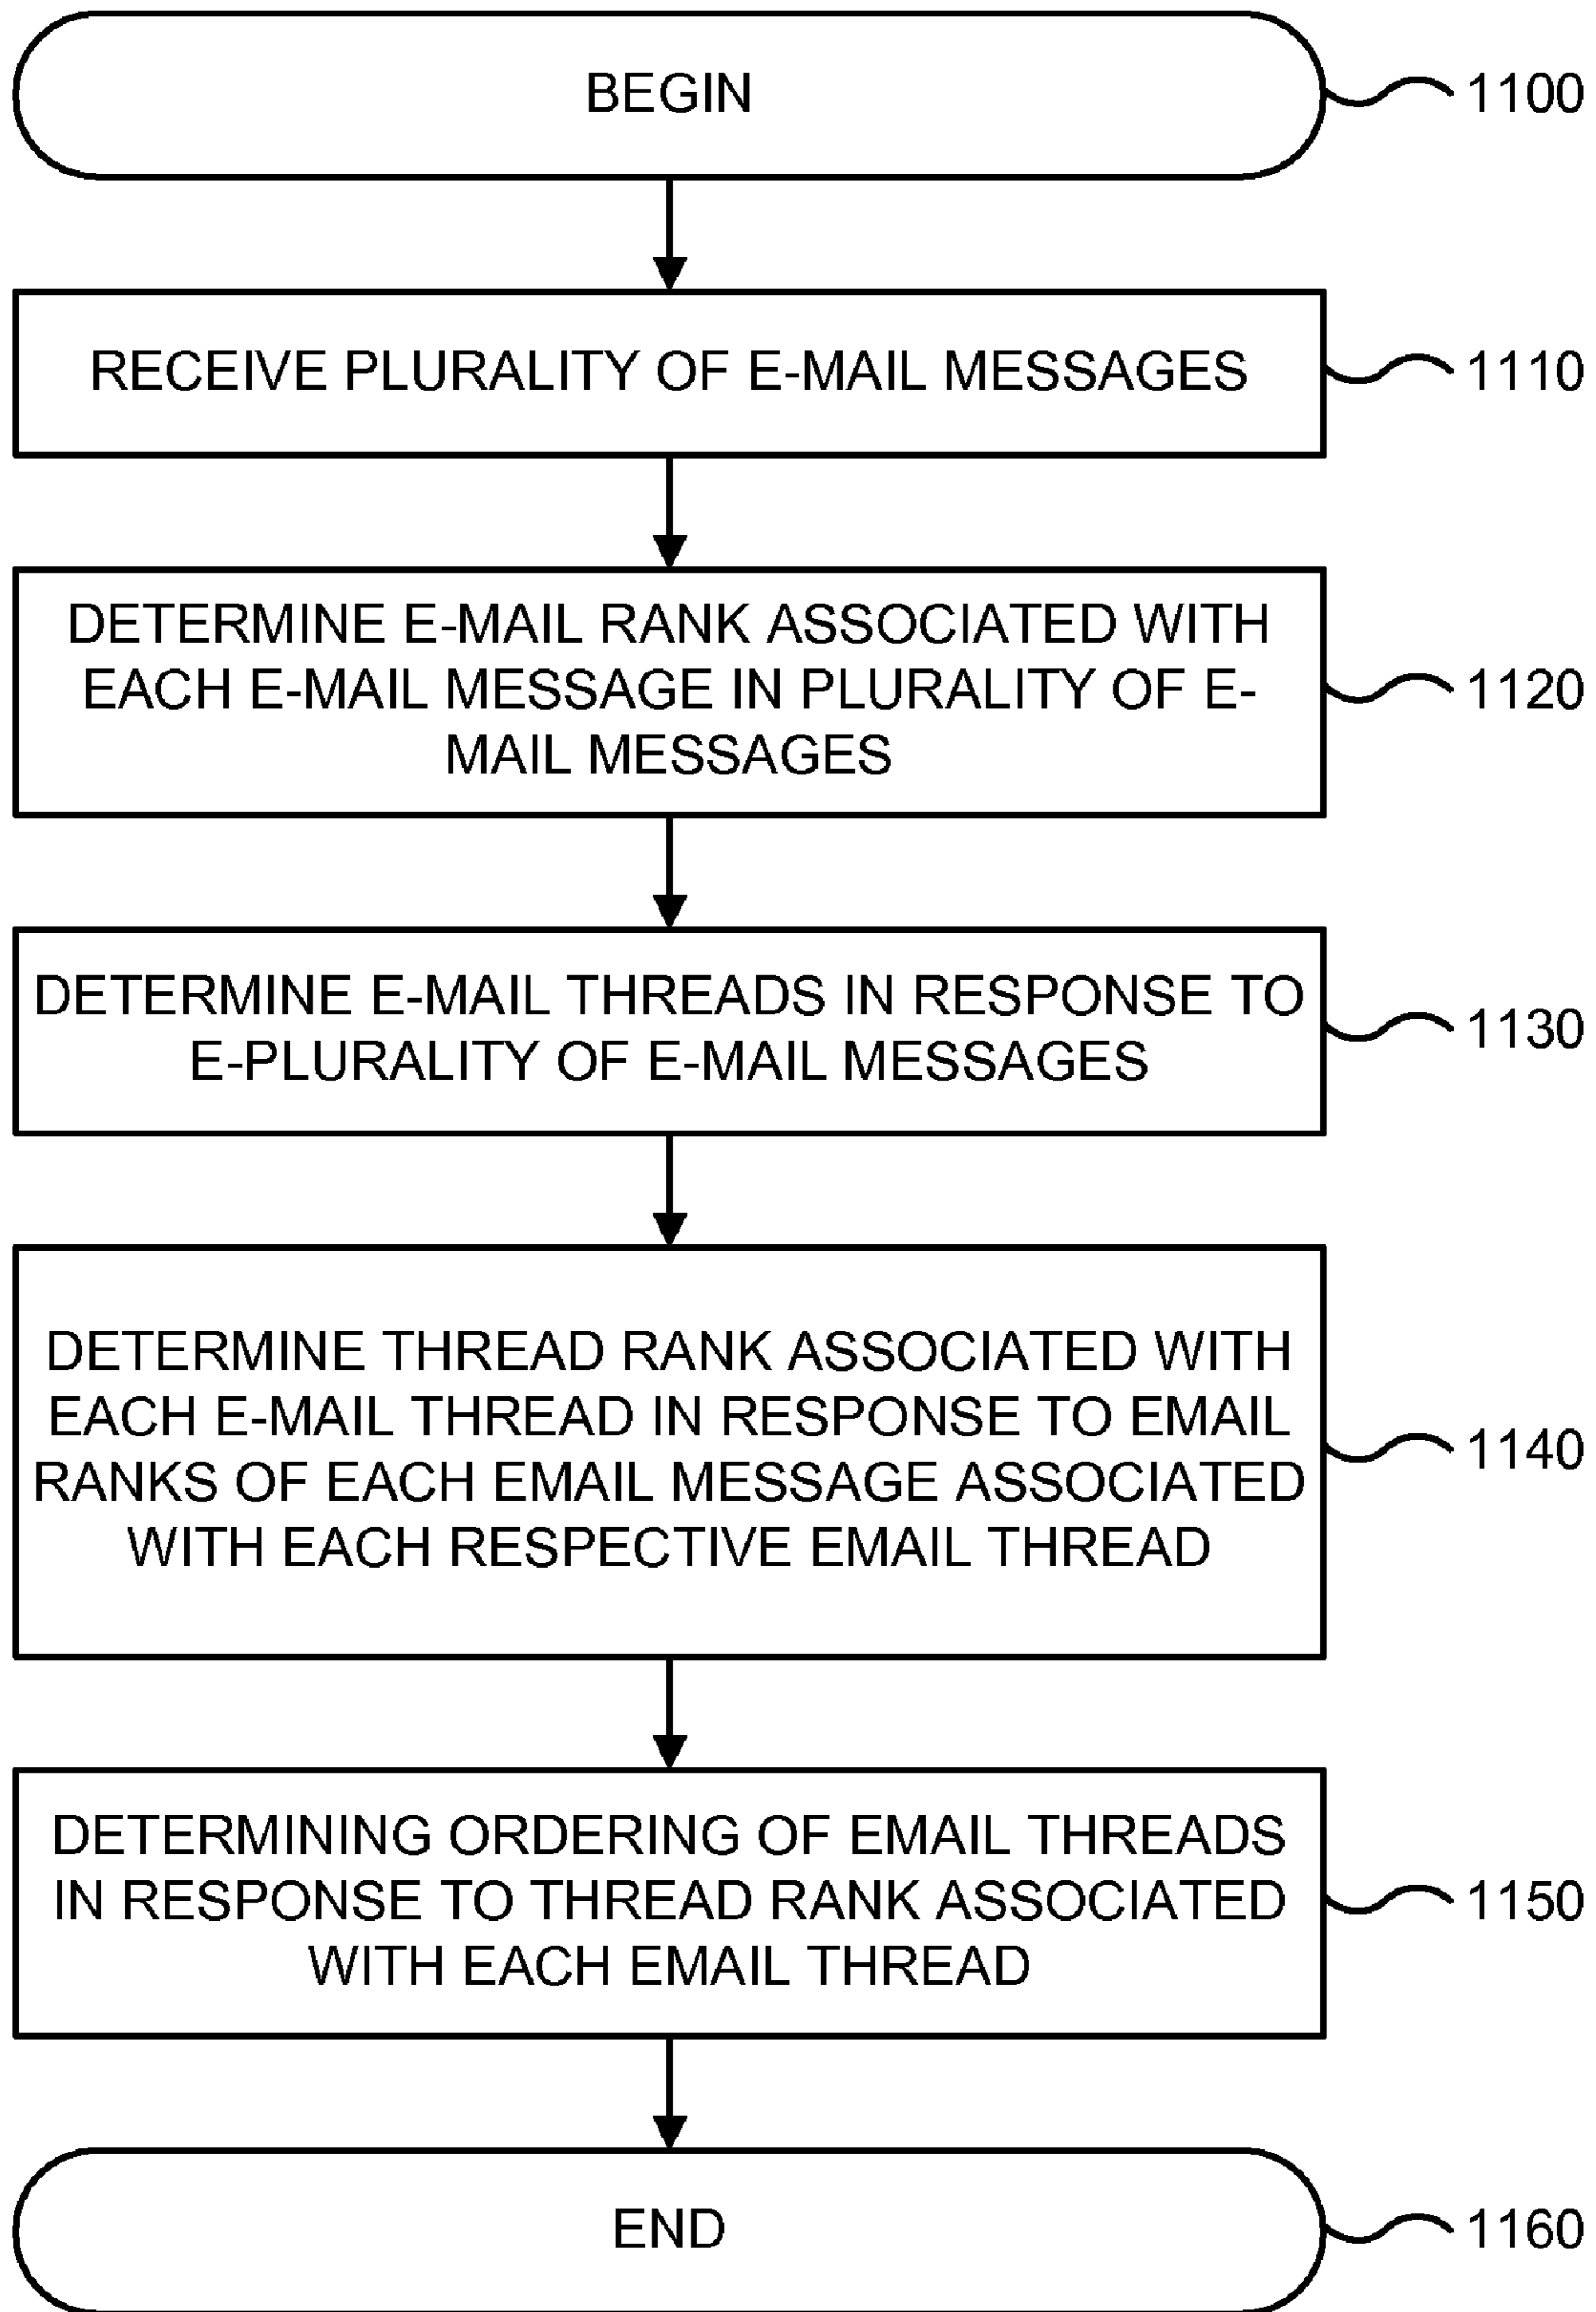 BEGIN
1100
RECEIVE PLURALITY OF E-MAIL MESSAGES
1110
DETERMINE E-MAIL RANK ASSOCIATED WITH
EACH E-MAIL MESSAGE IN PLURALITY OF E-
MAIL MESSAGES
1120
DETERMINE E-MAIL THREADS IN RESPONSE TO
E-PLURALITY OF E-MAIL MESSAGES
1130
DETERMINE THREAD RANK ASSOCIATED WITH
EACH E-MAIL THREAD IN RESPONSE TO EMAIL
RANKS OF EACH EMAIL MESSAGE ASSOCIATED
WITH EACH RESPECTIVE EMAIL THREAD
1140
DETERMINING ORDERING OF EMAIL THREADS
IN RESPONSE TO THREAD RANK ASSOCIATED
WITH EACH EMAIL THREAD
1150
END
1160